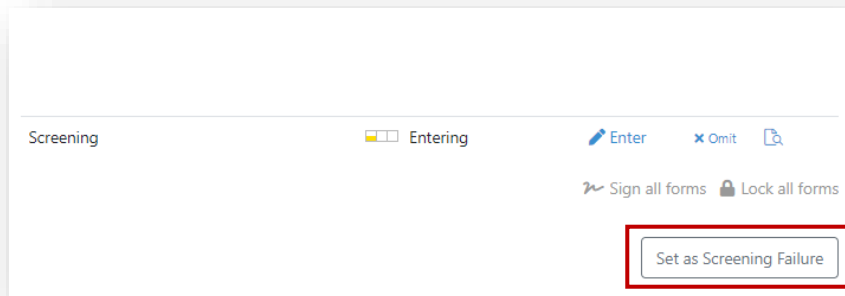 Screening Entering Enter Omit
Sign all forms Lock all forms
Set as Screening Failure